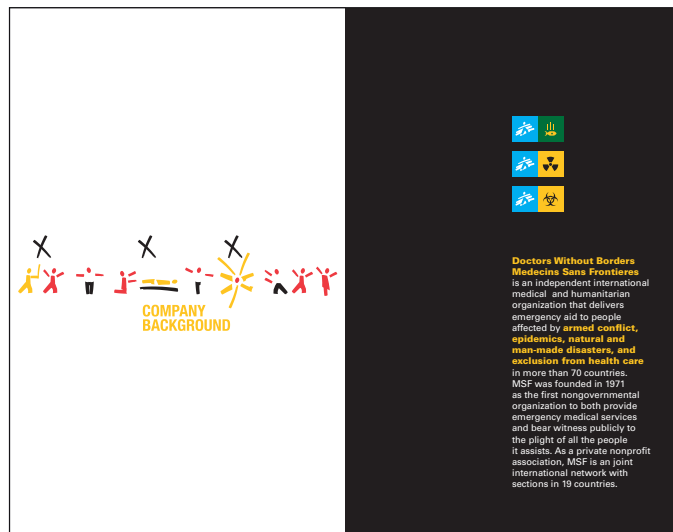 COMPANY
BACKGROUND
Doctors Without Borders
Medecins Sans Frontieres
is an independent international
medical and humanitarian
organization that delivers
emergency aid to people
affected by armed conflict,
epidemics, natural and
man-made disasters, and
exclusion from health care
in more than 70 countries.
MSF was founded in 1971
as the first nongovernmental
organization to both provide
emergency medical services
and bear witness publicly to
the plight of all the people
it assists. As a private nonprofit
association, MSF is an joint
international network with
sections in 19 countries.